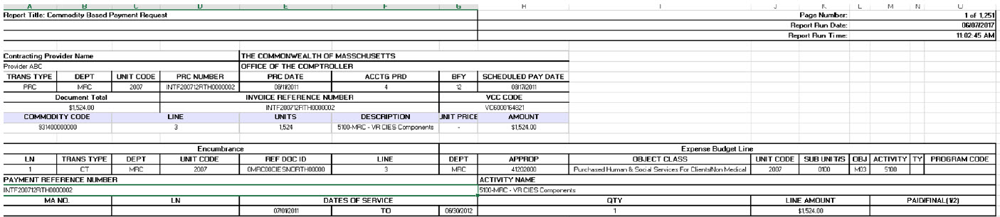 A B C D E F G H I J K L M N O
Report Title: Commodity Based Payment Request Page Number: 1 of 1,251
Report Run Date: 06/07/2017
Report Run Time: 11:02:45 AM
Contracting Provider Name THE COMMONWEALTH OF MASSCHUSETTS
Provider ABC OFFICE OF THE COMPTROLLER
TRANS TYPE DEPT UNIT CODE PRC NUMBER PRC DATE ACCTG PRD BFY SCHEDULED PAY DATE
PRC MRC 2007 INTF200712RTH0000002 4 12 08/17/2011
Document Total INVOICE REFERENCE NUMBER VCC CODE
$1,524.00 INTF200712RTH0000002 VC6000164821
COMMODITY CODE LINE UNITS DESCRIPTION UNIT PRICE AMOUNT
931400000000 3 1,524 5100-MRC - VR CIES Components - $1,524.00
Encumbrance Expense Budget Line
LN TRANS TYPE DEPT UNIT CODE REF DOC ID LINE DEPT APPROP OBJECT CLASS UNIT CODE SUB UNIT/S OBJ ACTIVITY TY PROGRAM CODE
1 CT MRC 2007 0MRC00CIESNORTH00000 3 MRC 41202000 Purchased Human & Social Services For Clients/Non Medical 2007 0100 M03 5100
PAYMENT REFERENCE NUMBER ACTIVITY NAME
INTF200712RTH0000002 5100-MRC - VR CIES Components
MA NO. LN DATES OF SERVICE QTY LINE AMOUNT PAID/FINAL(1/2)
07/01/2011 TO 06/30/2012 1 $1,524.00